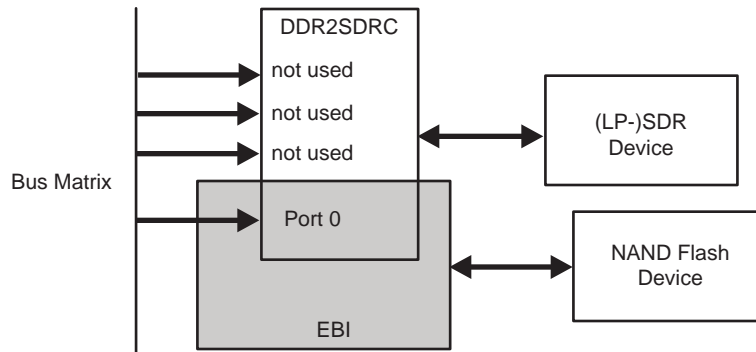 DDR2SDRC
not used
not used
not used
(LP-)SDR
Device
Bus Matrix
Port 0
NAND Flash
Device
EBI